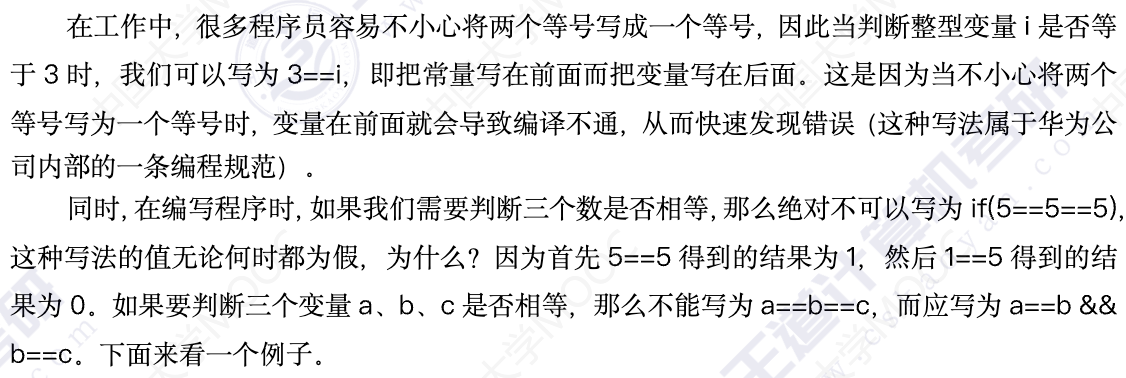 在工作中，很多程序员容易不小心将两个等号写成一个等号，因此当判断整型变量 i 是否等
于 3 时，我们可以写为 3==i，即把常量写在前面而把变量写在后面。这是因为当不小心将两个
等号写为一个等号时，变量在前面就会导致编译不通，从而快速发现错误（这种写法属于华为公
司内部的一条编程规范）。
同时，在编写程序时，如果我们需要判断三个数是否相等，那么绝对不可以写为 if(5==5==5)，
这种写法的值无论何时都为假，为什么？因为首先 5==5 得到的结果为 1，然后 1==5 得到的结
果为 0。如果要判断三个变量 a、b、c 是否相等，那么不能写为 a==b==c，而应写为 a==b &&
b==c。下面来看一个例子。